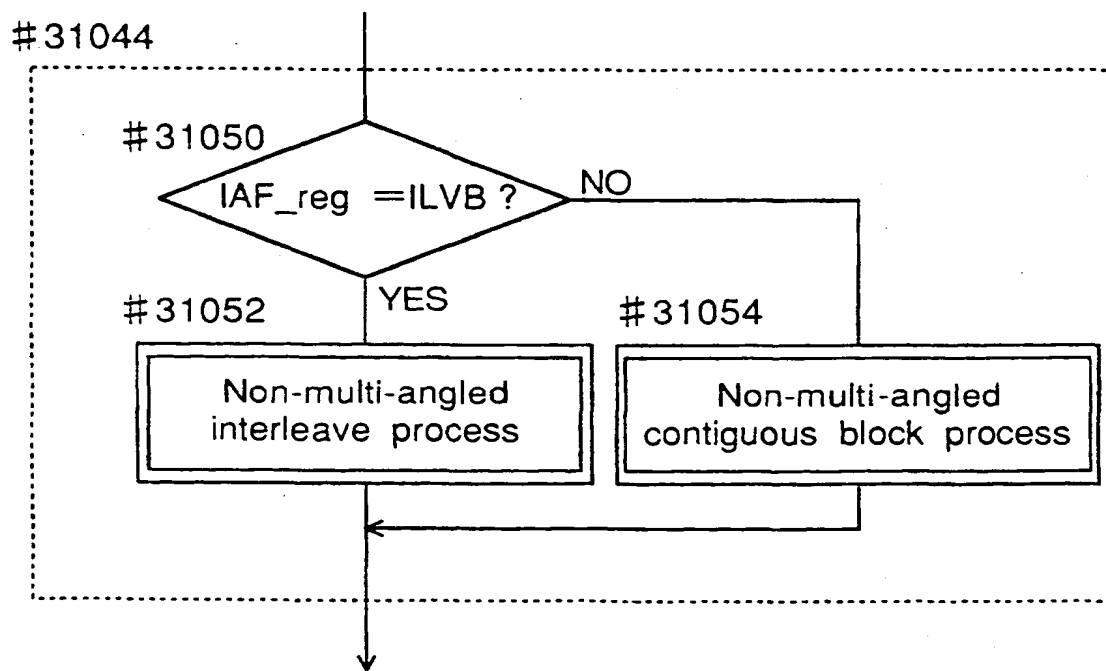 #31044
#31050
IAF_reg =ILVB ?
NO
YES
#31052
#31054
Non-multi-angled
interleave process
Non-multi-angled
contiguous block process